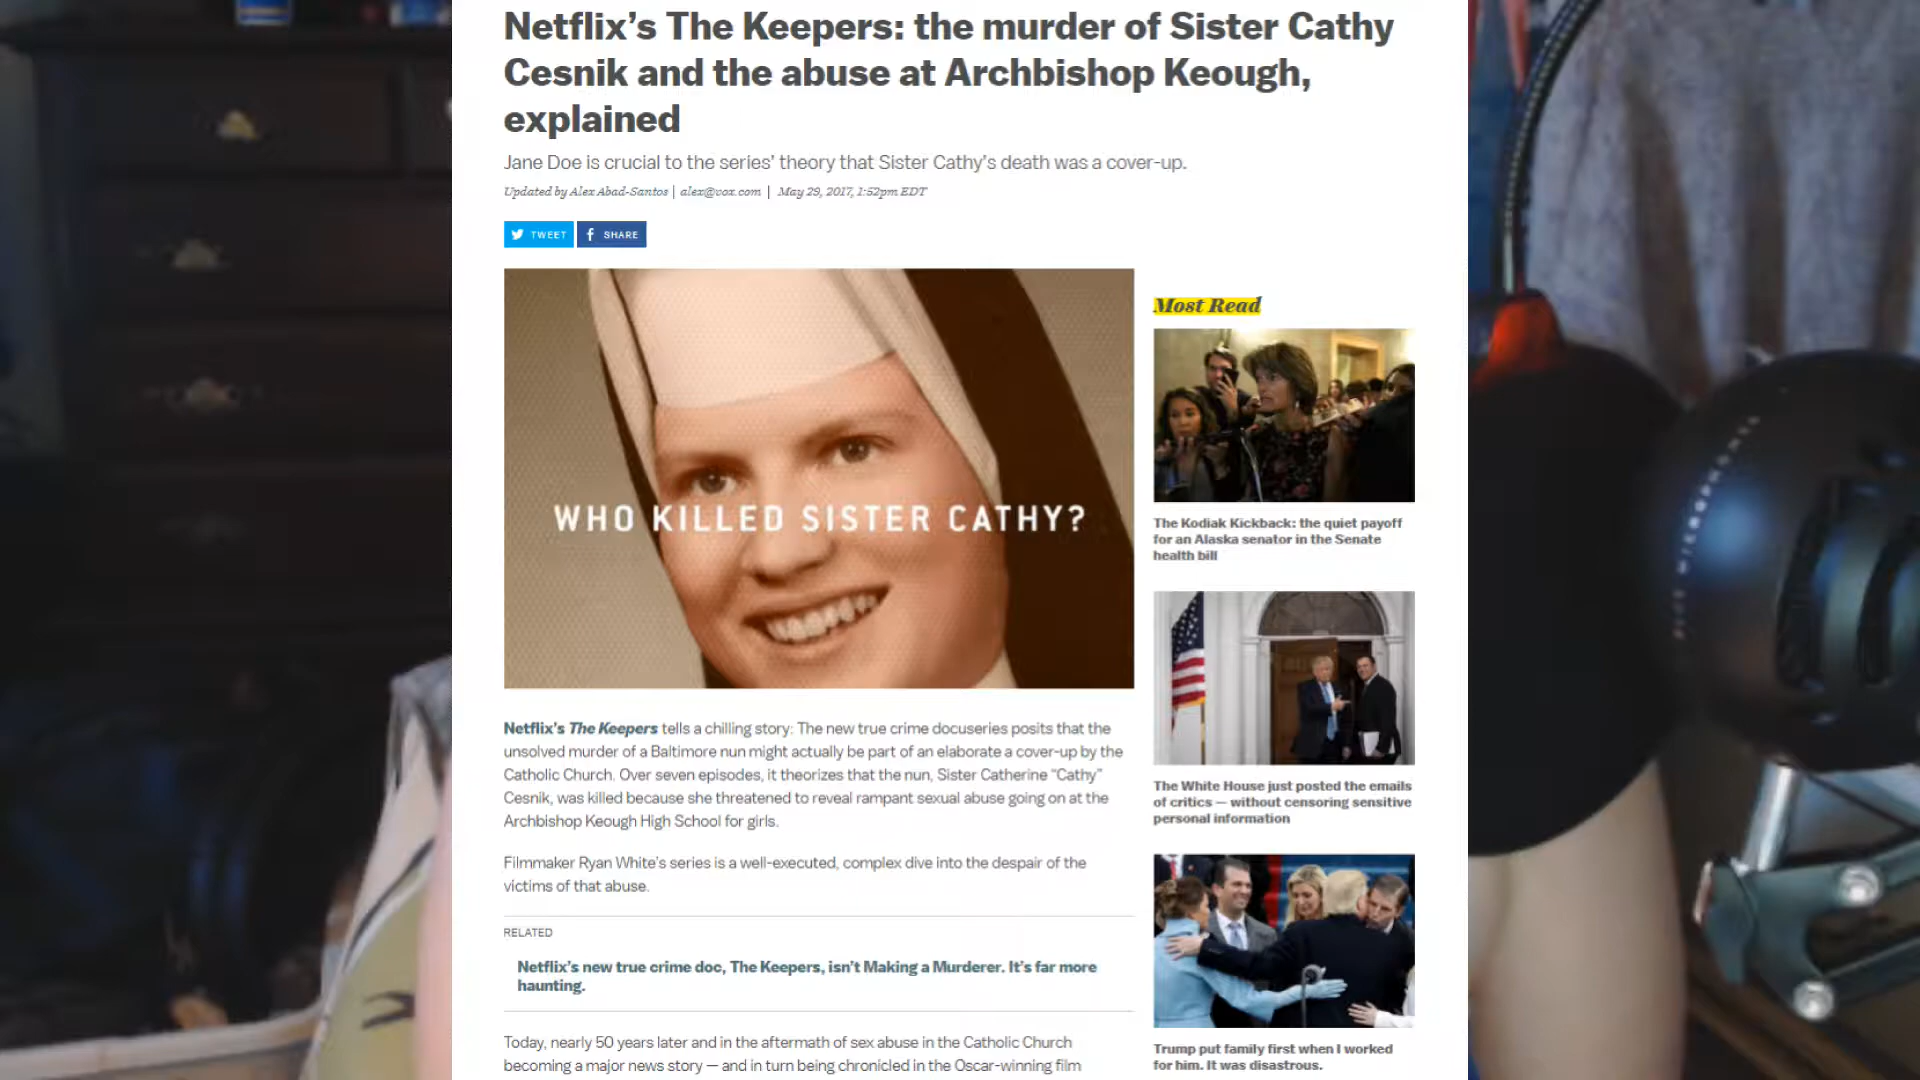 Netflix’s The Keepers: the murder of Sister Cathy
Cesnik and the abuse at Archbishop Keough,
explained
Jane Doe is crucial to the series’ theory that Sister Cathy’s death was a cover-up.
Updated by Alex Abad-Santos | alex@vox.com | May 29, 2017, 1:52pm EDT
TWEET
SHARE
WHO KILLED SISTER CATHY?
Netflix’s The Keepers tells a chilling story: The new true crime docuseries posits that the
unsolved murder of a Baltimore nun might actually be part of an elaborate a cover-up by the
Catholic Church. Over seven episodes, it theorizes that the nun, Sister Catherine “Cathy”
Cesnik, was killed because she threatened to reveal rampant sexual abuse going on at the
Archbishop Keough High School for girls.
Filmmaker Ryan White’s series is a well-executed, complex dive into the despair of the
victims of that abuse.
RELATED
Netflix’s new true crime doc, The Keepers, isn’t Making a Murderer. It’s far more
haunting.
Today, nearly 50 years later and in the aftermath of sex abuse in the Catholic Church
becoming a major news story — and in turn being chronicled in the Oscar-winning film
Most Read
The Kodiak Kickback: the quiet payoff
for an Alaska senator in the Senate
health bill
The White House just posted the emails
of critics — without censoring sensitive
personal information
Trump put family first when I worked
for him. It was disastrous.